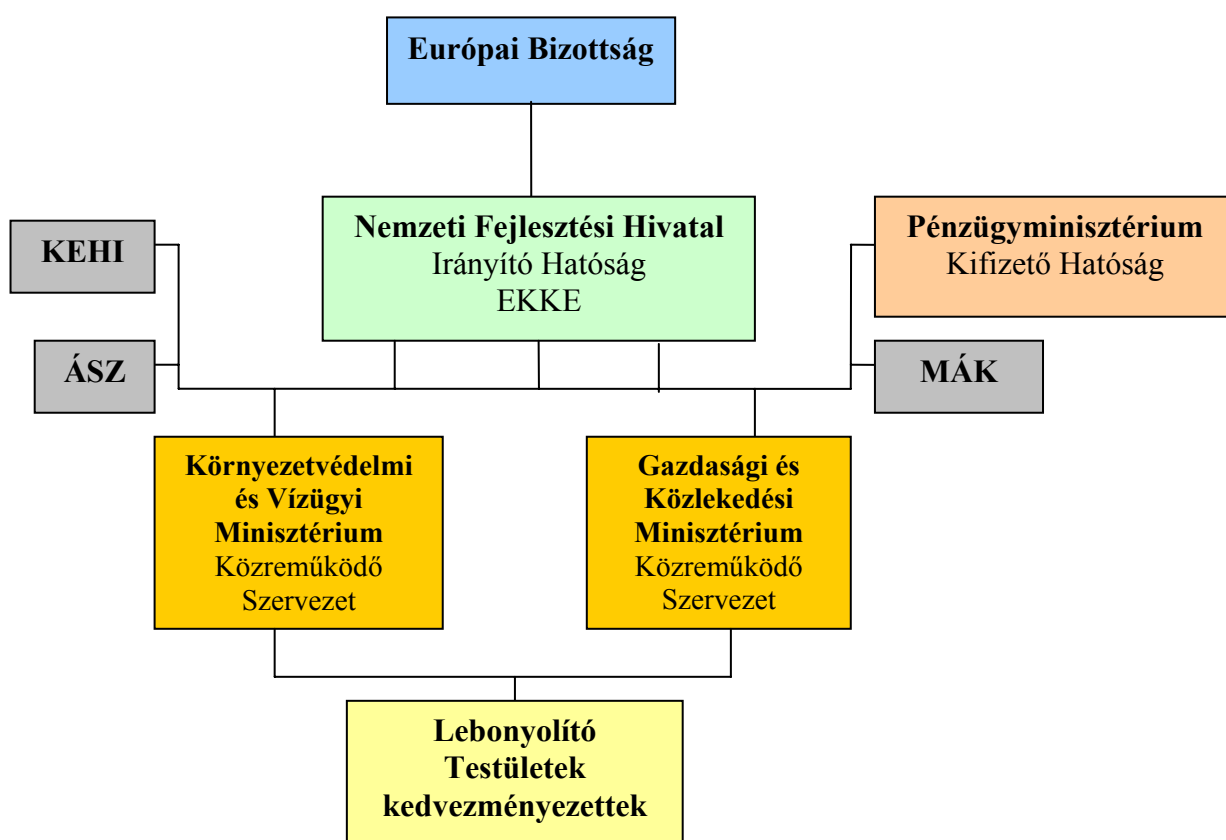 Európai Bizottság
Nemzeti Fejlesztési Hivatal
Irányító Hatóság
EKKE
Pénzügyminisztérium
Kifizető Hatóság
KEHI
ÁSZ
MÁK
Környezetvédelmi
és Vízügyi
Minisztérium
Közreműködő
Szervezet
Gazdasági és
Közlekedési
Minisztérium
Közreműködő
Szervezet
Lebonyolító
Testületek
kedvezményezettek